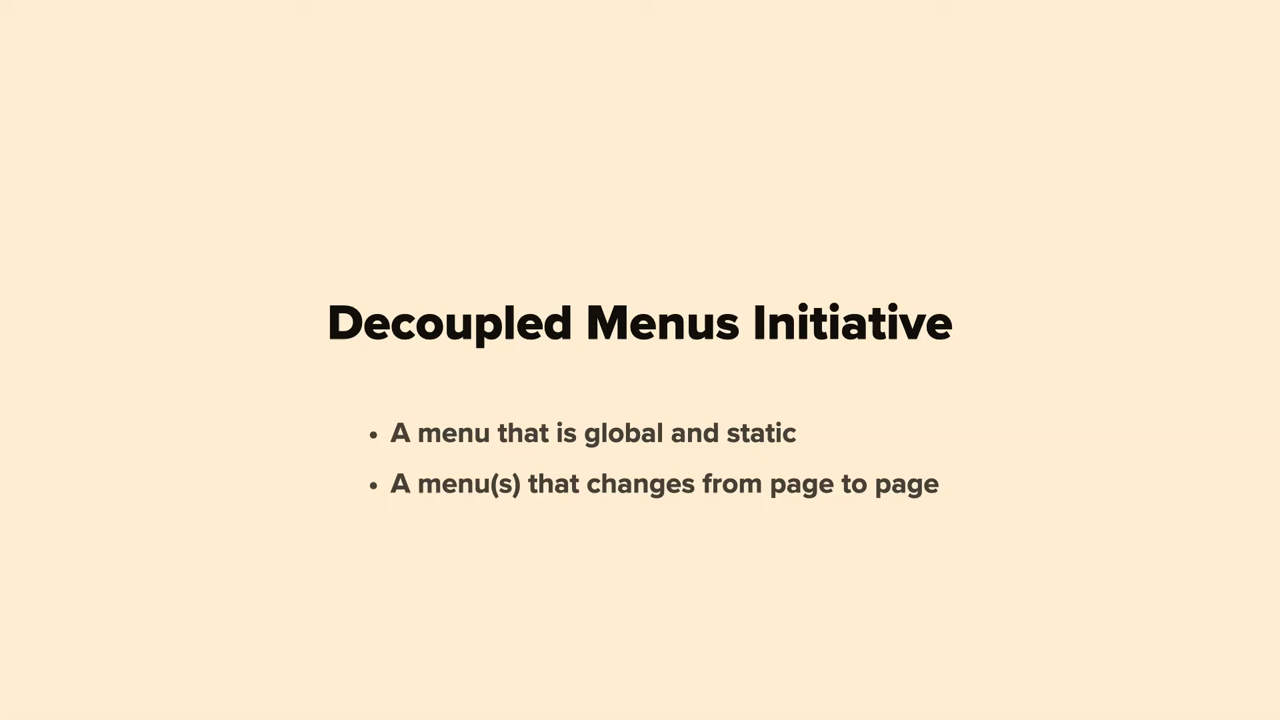 Decoupled Menus Initiative
• A menu that is global and static
• A menu(s) that changes from page to page